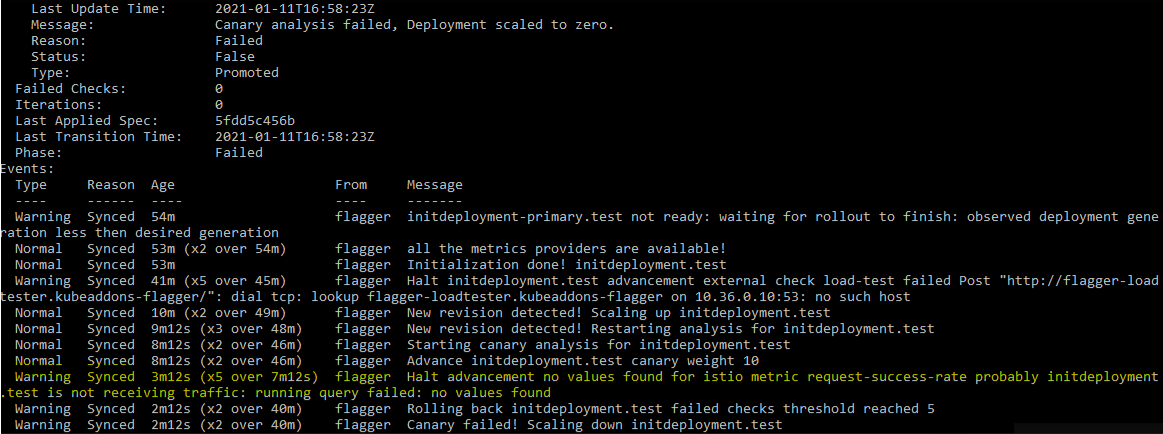 Last Update Time: 2021-01-11T16:58:23Z
Message: Canary analysis failed, Deployment scaled to zero.
Reason: Failed
Status: False
Type: Promoted
Failed Checks: 0
Iterations: 0
Last Applied Spec: 5fdd5c456b
Last Transition Time: 2021-01-11T16:58:23Z
Phase: Failed
Events:
Type Reason Age From Message
---- ------ ---- ---- -------
Warning Synced 54m flagger initdeployment-primary.test not ready: waiting for rollout to finish: observed deployment gene
ration less then desired generation
Normal Synced 53m (x2 over 54m) flagger all the metrics providers are available!
Normal Synced 53m flagger Initialization done! initdeployment.test
Warning Synced 41m (x5 over 45m) flagger Halt initdeployment.test advancement external check load-test failed Post "http://flagger-load
tester.kubeaddons-flagger/": dial tcp: lookup flagger-loadtester.kubeaddons-flagger on 10.36.0.10:53: no such host
Normal Synced 10m (x2 over 49m) flagger New revision detected! Scaling up initdeployment.test
Normal Synced 9m12s (x3 over 48m) flagger New revision detected! Restarting analysis for initdeployment.test
Normal Synced 8m12s (x2 over 46m) flagger Starting canary analysis for initdeployment.test
Normal Synced 8m12s (x2 over 46m) flagger Advance initdeployment.test canary weight 10
Warning Synced 3m12s (x5 over 7m12s) flagger Halt advancement no values found for istio metric request-success-rate probably initdeployment
.test is not receiving traffic: running query failed: no values found
Warning Synced 2m12s (x2 over 40m) flagger Rolling back initdeployment.test failed checks threshold reached 5
Warning Synced 2m12s (x2 over 40m) flagger Canary failed! Scaling down initdeployment.test